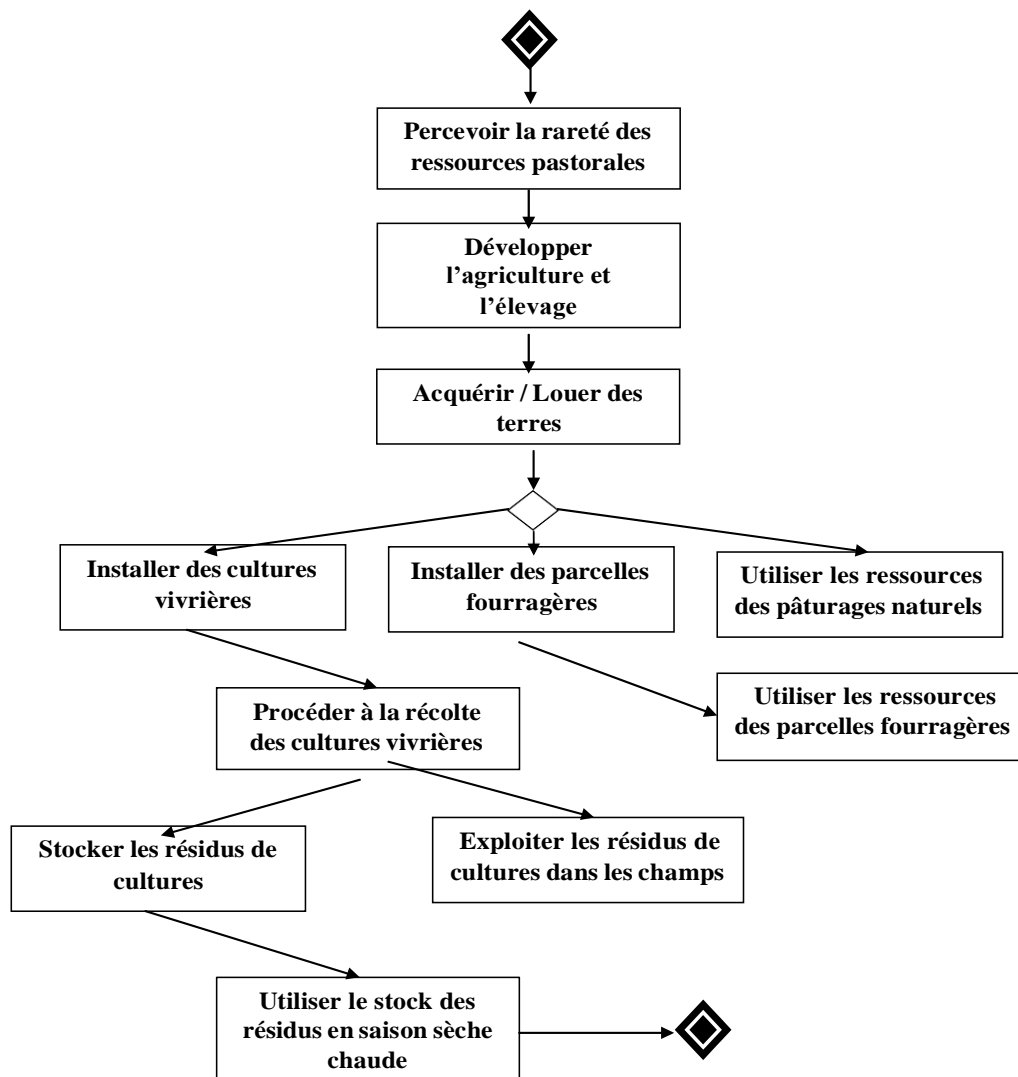 Percevoir la rareté des
ressources pastorales
Développer
l’agriculture et
l’élevage
Acquérir / Louer des
terres
Installer des cultures
vivrières
Installer des parcelles
fourragères
Utiliser les ressources
des pâturages naturels
Procéder à la récolte
des cultures vivrières
Utiliser les ressources
des parcelles fourragères
Stocker les résidus de
cultures
Exploiter les résidus de
cultures dans les champs
Utiliser le stock des
résidus en saison sèche
chaude